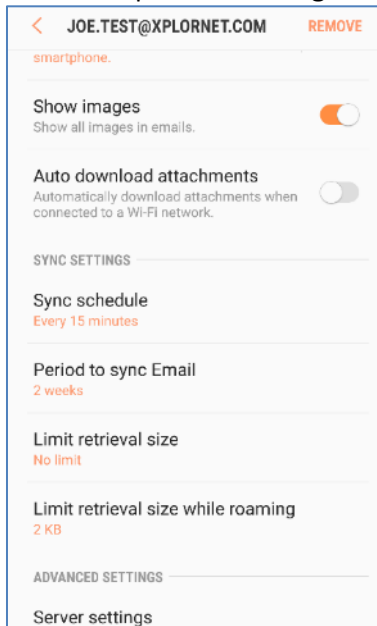 JOE.TEST@XPLORNET.COM REMOVE
smartphone.
Show images
Show all images in emails.
Auto download attachments
Automatically download attachments when
connected to a Wi-Fi network.
SYNC SETTINGS
Sync schedule
Every 15 minutes
Period to sync Email
2 weeks
Limit retrieval size
No limit
Limit retrieval size while roaming
2 KB
ADVANCED SETTINGS
Server settings